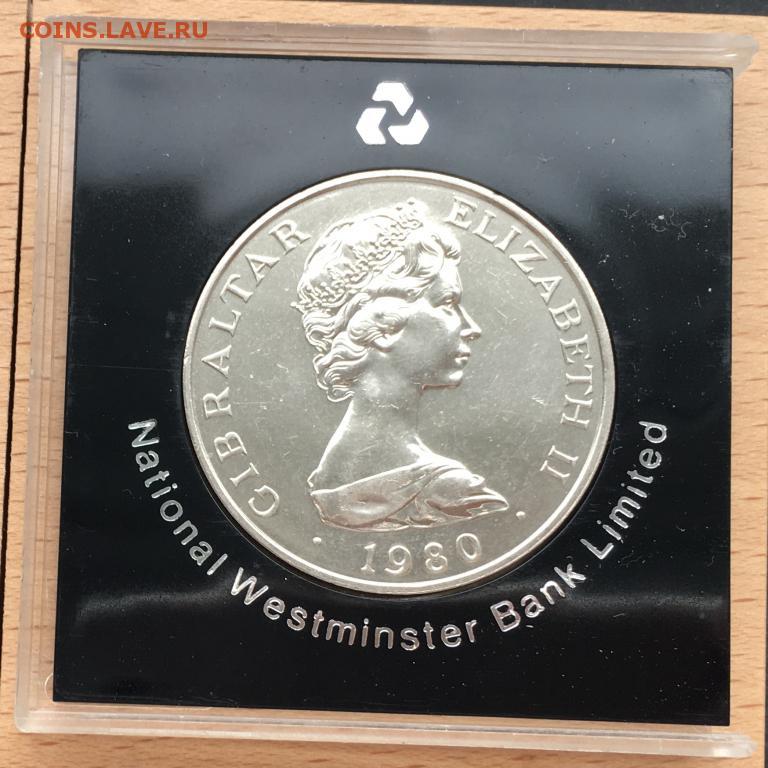 COINS.LAVE.RU
GIBRALTAR ELIZABETH II
· 1980 ·
National Westminster Bank Limited